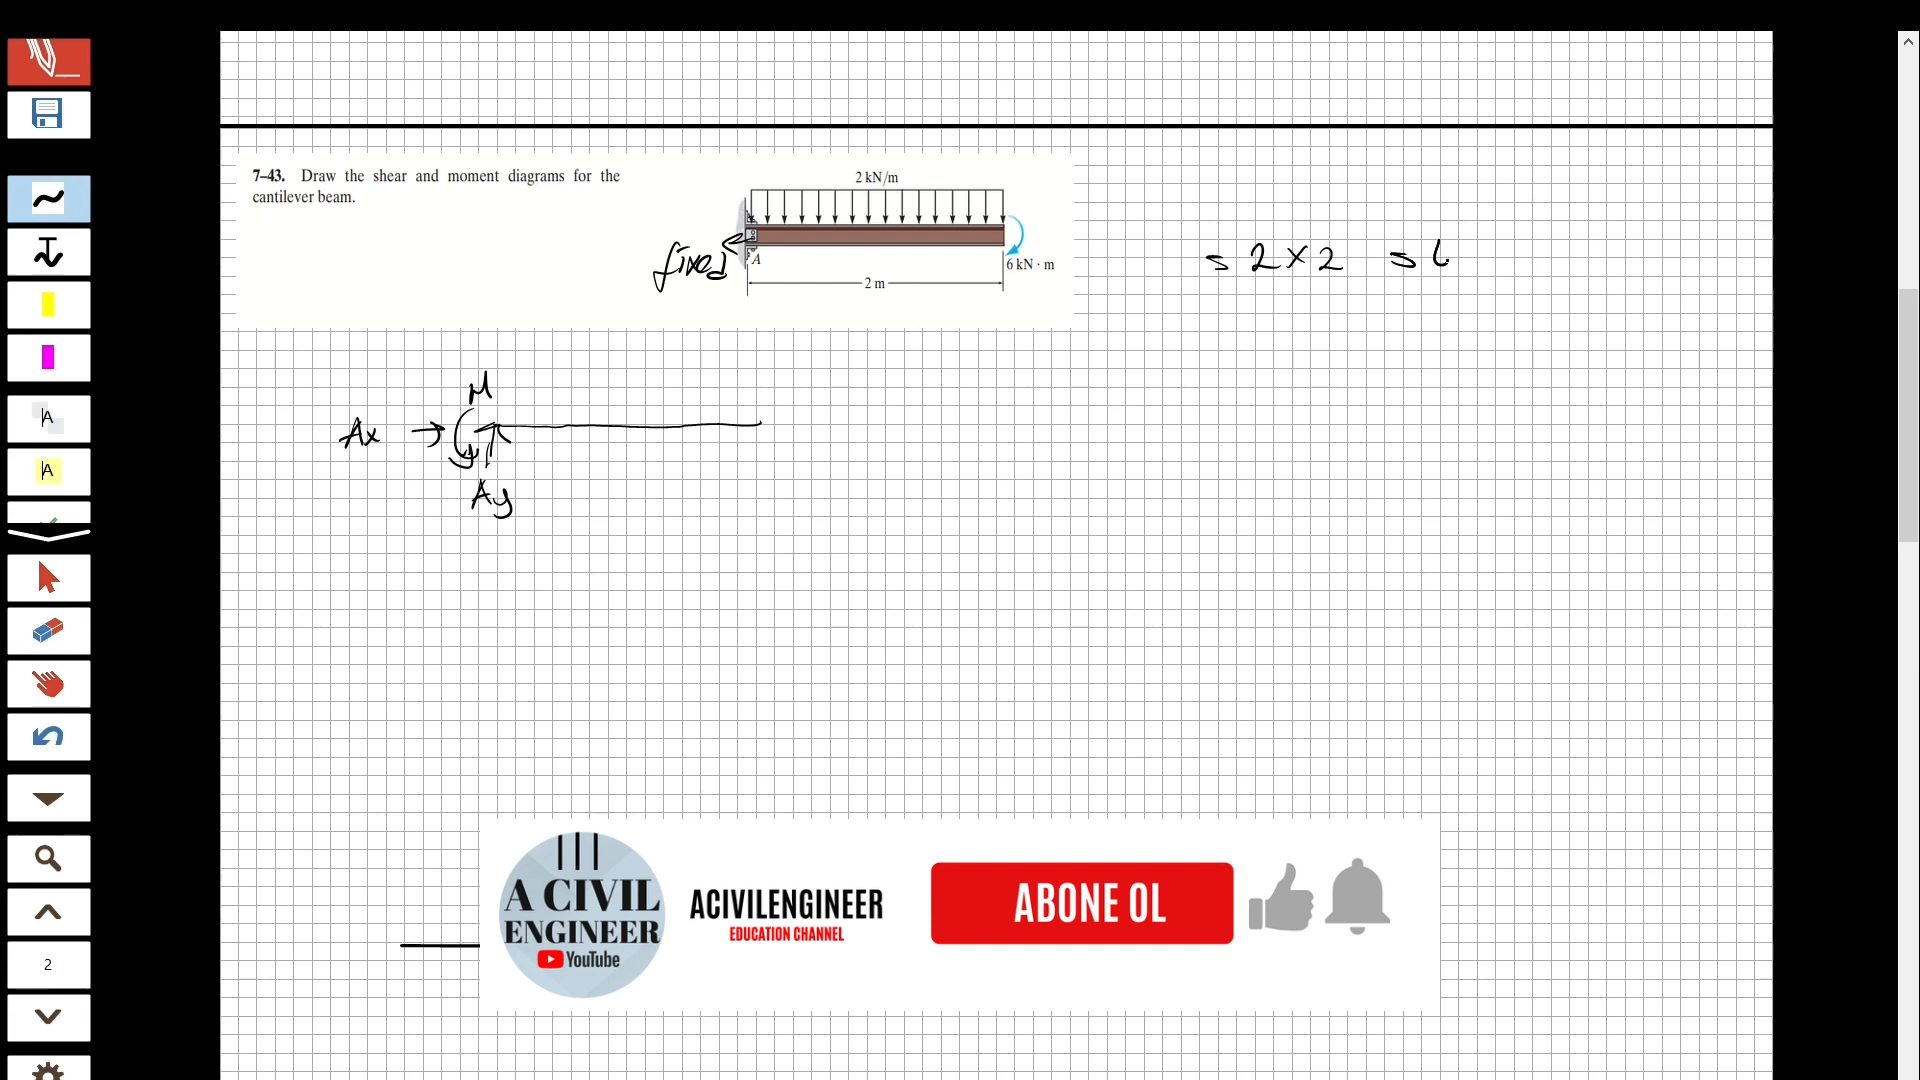 7–43. Draw the shear and moment diagrams for the
cantilever beam.
2 kN/m
fixed
A
6 kN · m
2 m
= 2 × 2 =
M
Ax
Ay
A
A
A CIVIL
ENGINEER
YouTube
ACIVILENGINEER
EDUCATION CHANNEL
ABONE OL
2